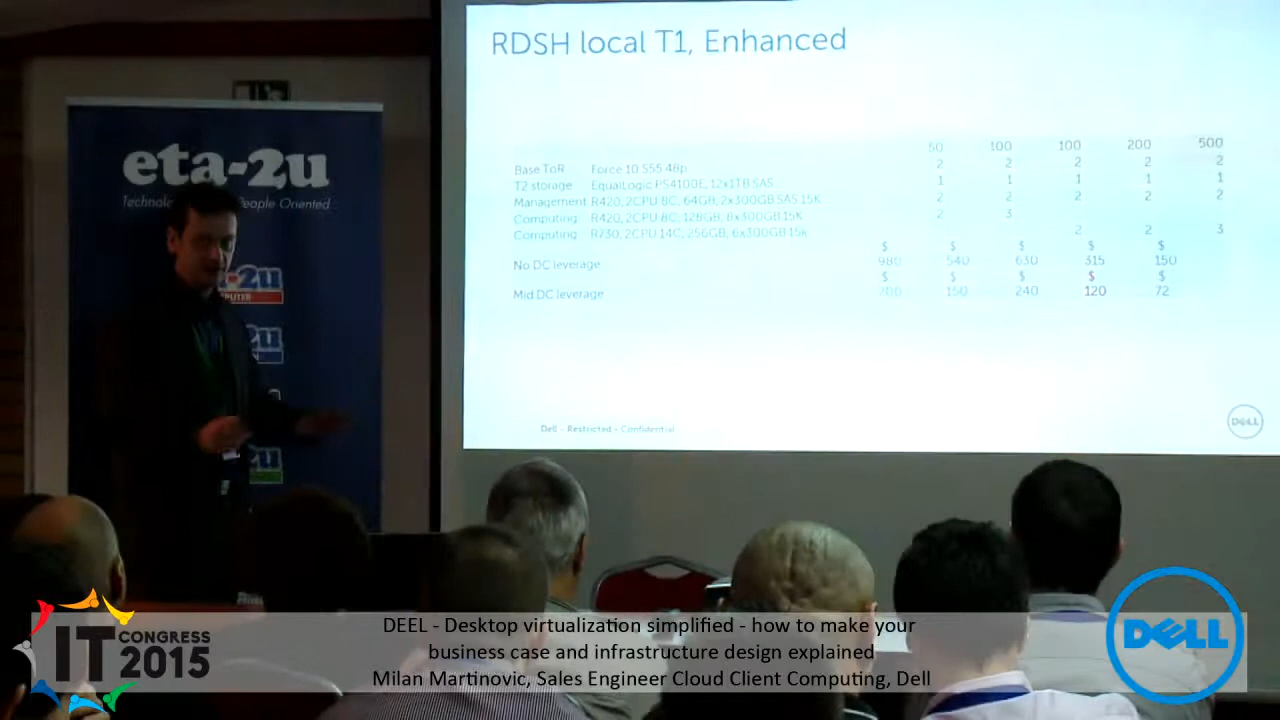 RDSH local T1, Enhanced
eta-2u
People Oriented
50 100 100 200 500
Base ToR Force 10 S55 48p 2 2 2 2 2
T2 storage EqualLogic PS4100E, 12x1TB SAS 1 1 1 1 1
Management R420, 2CPU 8C, 64GB, 2x300GB SAS 15K 2 2 2 2 2
Computing R420, 2CPU 8C, 128GB, 8x300GB 15K 2 3
Computing R730, 2CPU 14C, 256GB, 6x300GB 15k 2 2 3
$ $ $ $ $
No DC leverage 980 540 630 315 150
$ $ $ $ $
Mid DC leverage 700 150 240 120 72
-2u
2u
2u
Dell - Restricted - Confidential
DELL
IT CONGRESS 2015
DEEL - Desktop virtualization simplified - how to make your
business case and infrastructure design explained
Milan Martinovic, Sales Engineer Cloud Client Computing, Dell
DELL